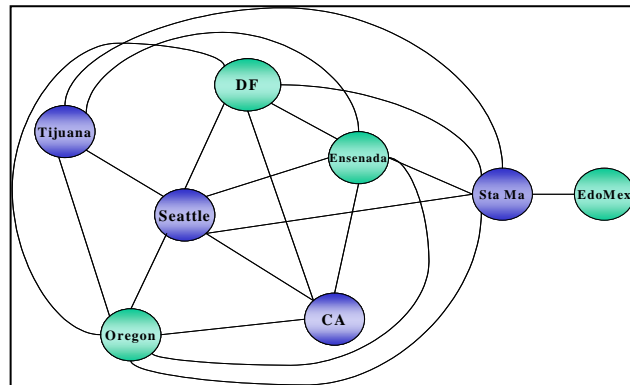 DF
Tijuana
Ensenada
Sta Ma
EdoMex
Seattle
CA
Oregon